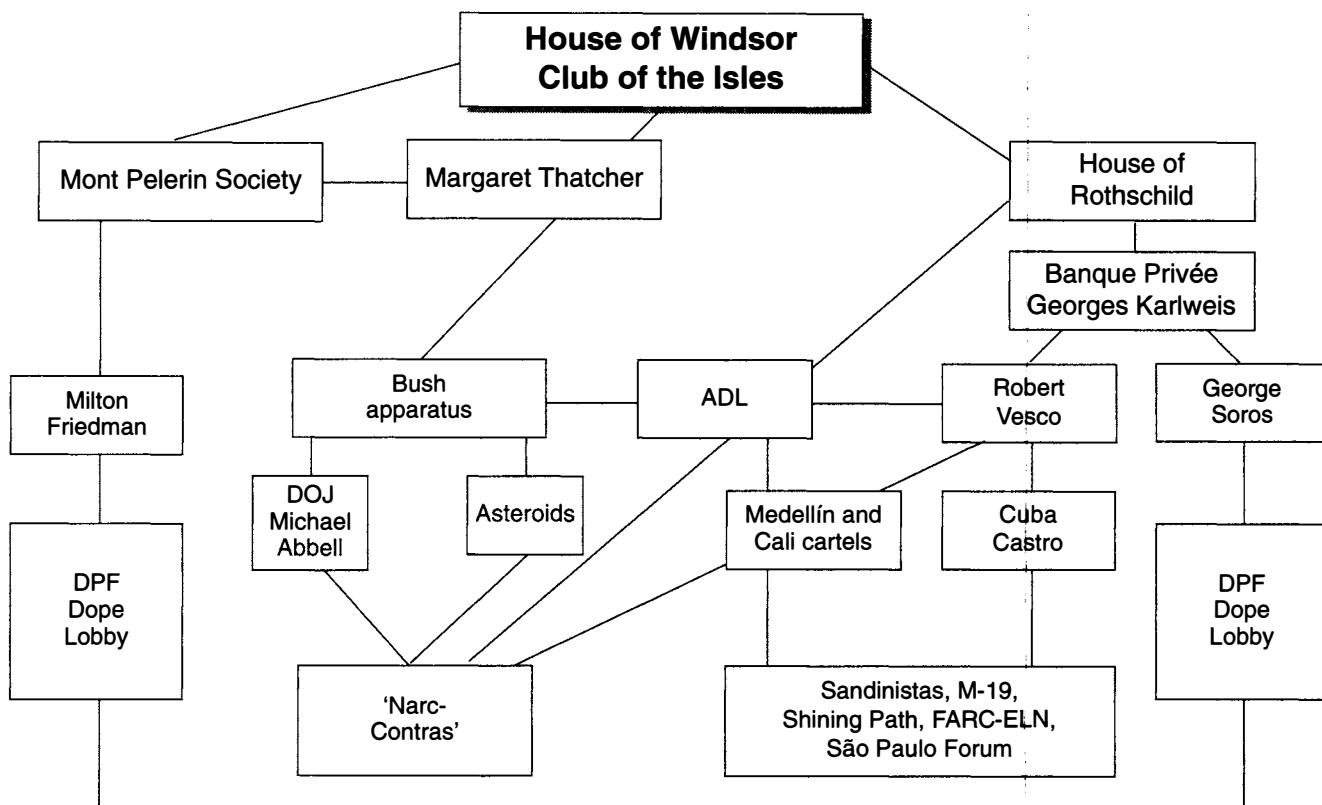 House of Windsor
Club of the Isles
Mont Pelerin Society
Margaret Thatcher
House of
Rothschild
Banque Privée
Georges Karlweis
Milton
Friedman
Bush
apparatus
ADL
Robert
Vesco
George
Soros
DOJ
Michael
Abbell
Asteroids
Medellín and
Cali cartels
Cuba
Castro
DPF
Dope
Lobby
DPF
Dope
Lobby
'Narc-
Contras'
Sandinistas, M-19,
Shining Path, FARC-ELN,
São Paulo Forum